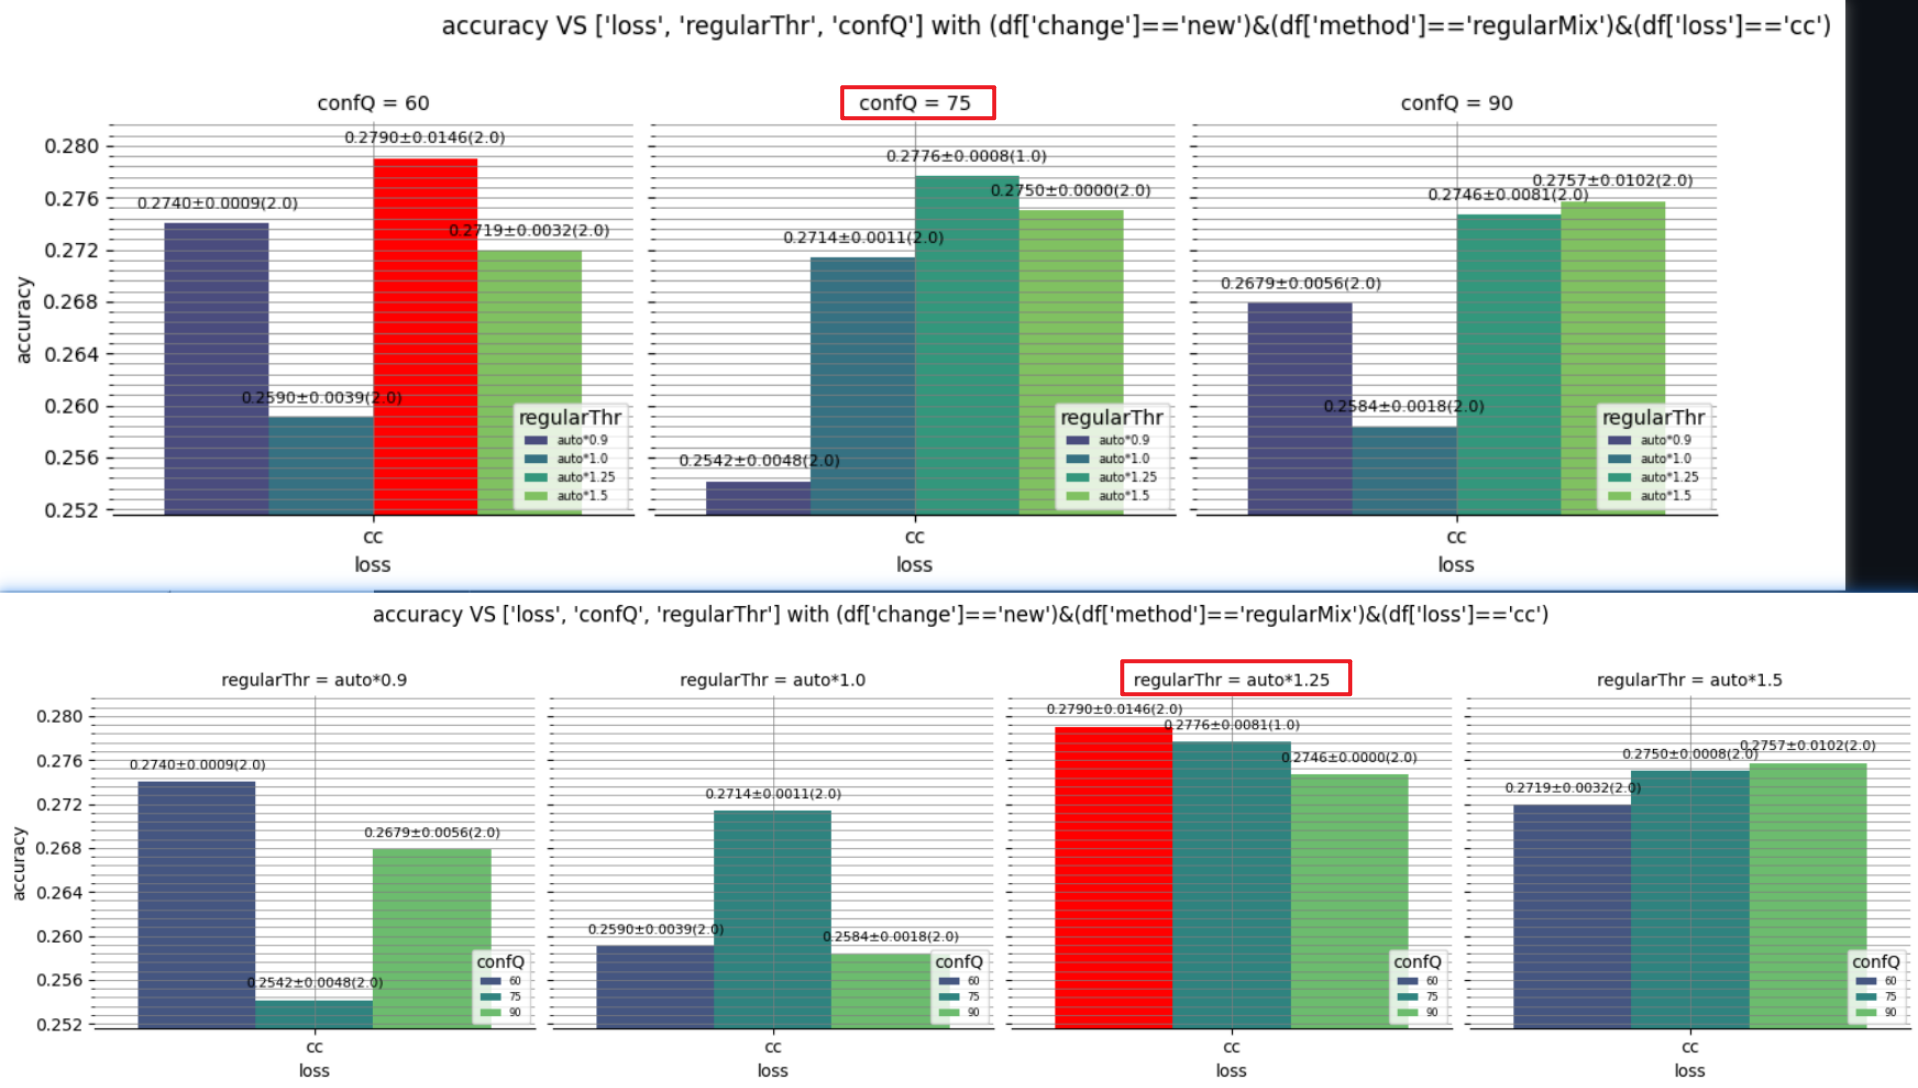 accuracy VS ['loss', 'regularThr', 'confQ'] with (df['change']=='new')&(df['method']=='regularMix')&(df['loss']=='cc')
confQ = 60
confQ = 75
confQ = 90
accuracy
0.280
0.276
0.272
0.268
0.264
0.260
0.256
0.252
0.2740±0.0009(2.0)
0.2590±0.0039(2.0)
0.2790±0.0146(2.0)
0.2719±0.0032(2.0)
regularThr
auto*0.9
auto*1.0
auto*1.25
auto*1.5
cc
loss
0.2542±0.0048(2.0)
0.2714±0.0011(2.0)
0.2776±0.0008(1.0)
0.2750±0.0000(2.0)
regularThr
auto*0.9
auto*1.0
auto*1.25
auto*1.5
cc
loss
0.2679±0.0056(2.0)
0.2584±0.0018(2.0)
0.2746±0.0081(2.0)
0.2757±0.0102(2.0)
regularThr
auto*0.9
auto*1.0
auto*1.25
auto*1.5
cc
loss
accuracy VS ['loss', 'confQ', 'regularThr'] with (df['change']=='new')&(df['method']=='regularMix')&(df['loss']=='cc')
regularThr = auto*0.9
regularThr = auto*1.0
regularThr = auto*1.25
regularThr = auto*1.5
accuracy
0.280
0.276
0.272
0.268
0.264
0.260
0.256
0.252
0.2740±0.0009(2.0)
0.2542±0.0048(2.0)
0.2679±0.0056(2.0)
confQ
60
75
90
cc
loss
0.2590±0.0039(2.0)
0.2714±0.0011(2.0)
0.2584±0.0018(2.0)
confQ
60
75
90
cc
loss
0.2790±0.0146(2.0)
0.2776±0.0081(1.0)
0.2746±0.0000(2.0)
confQ
60
75
90
cc
loss
0.2719±0.0032(2.0)
0.2750±0.0008(2.0)
0.2757±0.0102(2.0)
confQ
60
75
90
cc
loss